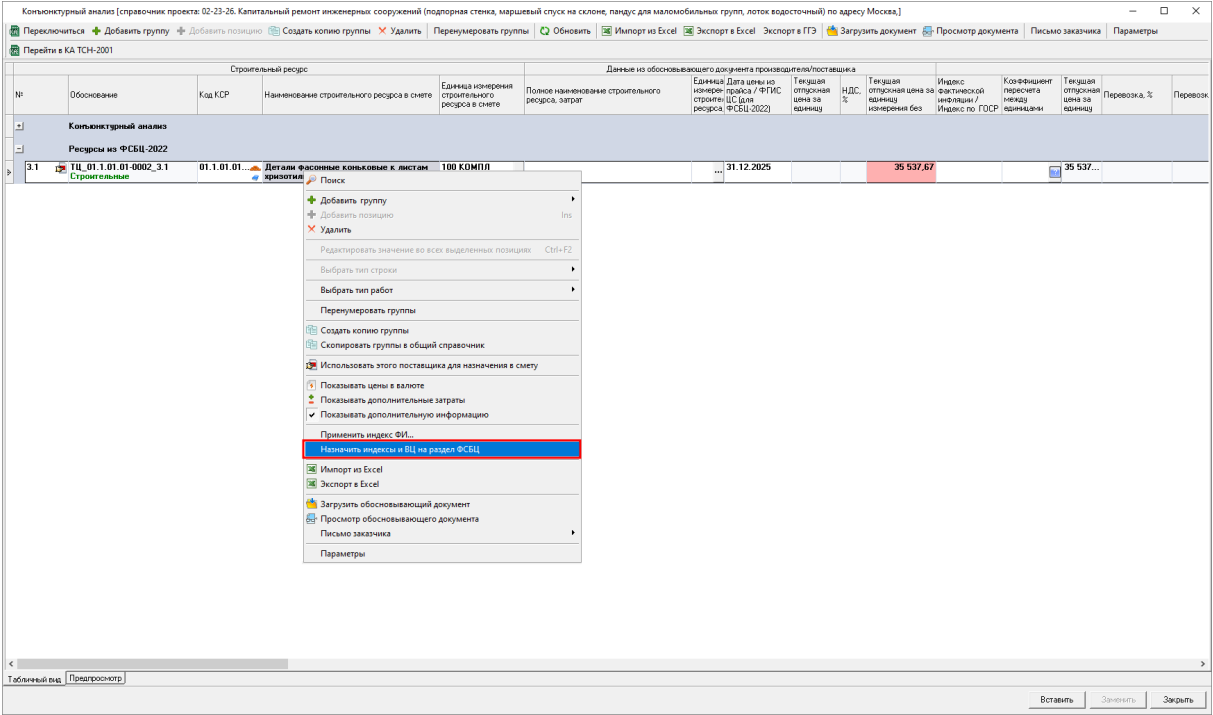 Конъюнктурный анализ [справочник проекта: 02-23-26. Капитальный ремонт инженерных сооружений (подпорная стенка, маршевый спуск на склоне, пандус для маломобильных групп, лоток водосточный) по адресу Москва,]
Переключиться Добавить группу Добавить позицию Создать копию группы Удалить Перенумеровать группы Обновить Импорт из Excel Экспорт в Excel Экспорт в ГГЭ Загрузить документ Просмотр документа Письмо заказчика Параметры
Перейти в КА ТСН-2001
Строительный ресурс Данные из обосновывающего документа производителя/поставщика
№ Обоснование Код КСР Наименование строительного ресурса в смете
Единица измерения
строительного
ресурса в смете
Полное наименование строительного
ресурса, затрат
Единица
измерен
строите
ресурса,
Дата цены из
прайса / ФГИС
ЦС (для
ФСБЦ-2022)
Текущая
отпускная
цена за
единицу
НДС,
%
Текущая
отпускная цена за
единицу
измерения без
Индекс
фактической
инфляции /
Индекс по ГОСР
Коэффициент
пересчета
между
единицами
Текущая
отпускная
цена за
единицу
Перевозка, % Перевозк
Конъюнктурный анализ
Ресурсы из ФСБЦ-2022
3.1 ТЦ_01.1.01.01-0002_3.1 01.1.01.01... Детали фасонные коньковые к листам 100 КОМПЛ ... 31.12.2025 35 537,67 35 537...
Строительные хризотил
Поиск
Добавить группу
Добавить позицию Ins
Удалить
Редактировать значение во всех выделенных позициях Ctrl+F2
Выбрать тип строки
Выбрать тип работ
Перенумеровать группы
Создать копию группы
Скопировать группы в общий справочник
Использовать этого поставщика для назначения в смету
Показывать цены в валюте
Показывать дополнительные затраты
Показывать дополнительную информацию
Применить индекс ФИ...
Назначить индексы и ВЦ на раздел ФСБЦ
Импорт из Excel
Экспорт в Excel
Загрузить обосновывающий документ
Просмотр обосновывающего документа
Письмо заказчика
Параметры
Табличный вид Предпросмотр
Вставить Заменить Закрыть